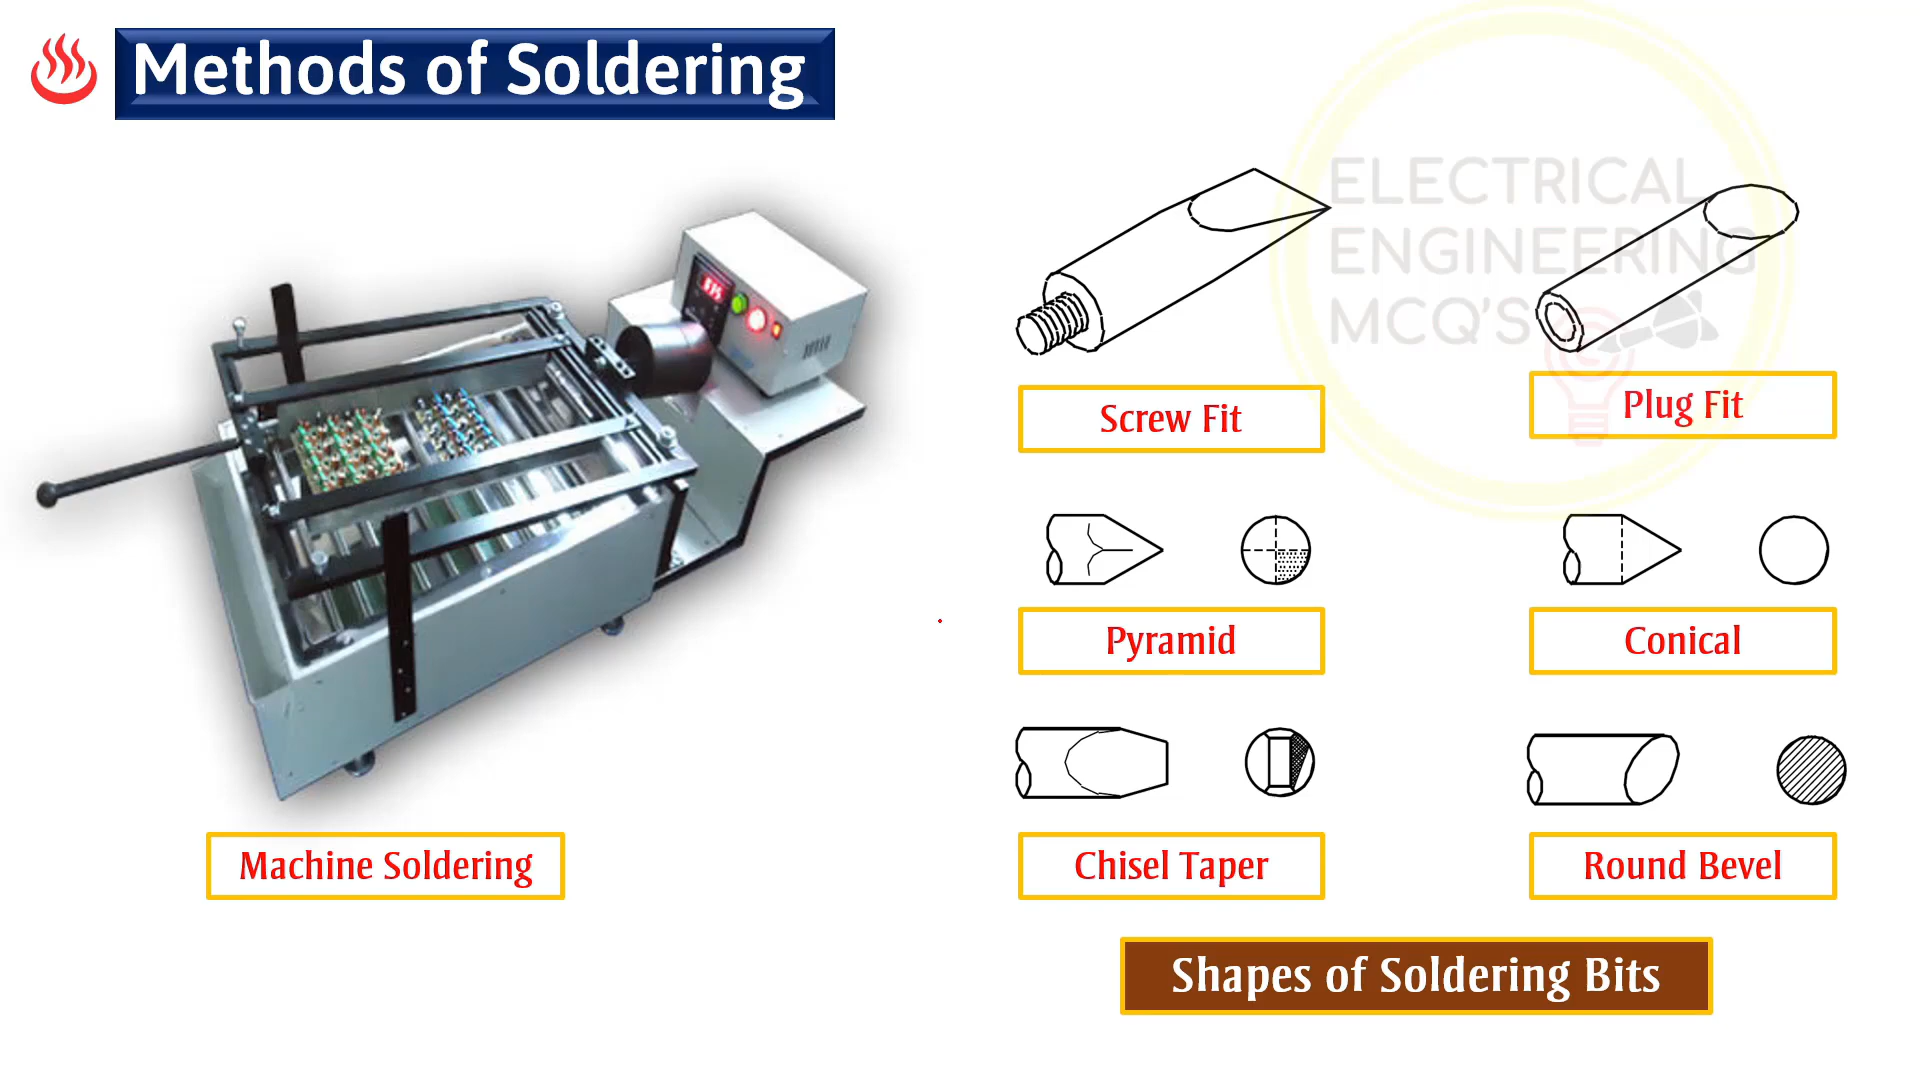 Methods of Soldering
ELECTRICAL
ENGINEERING
MCQ'S
Screw Fit
Plug Fit
Pyramid
Conical
Chisel Taper
Round Bevel
Machine Soldering
Shapes of Soldering Bits